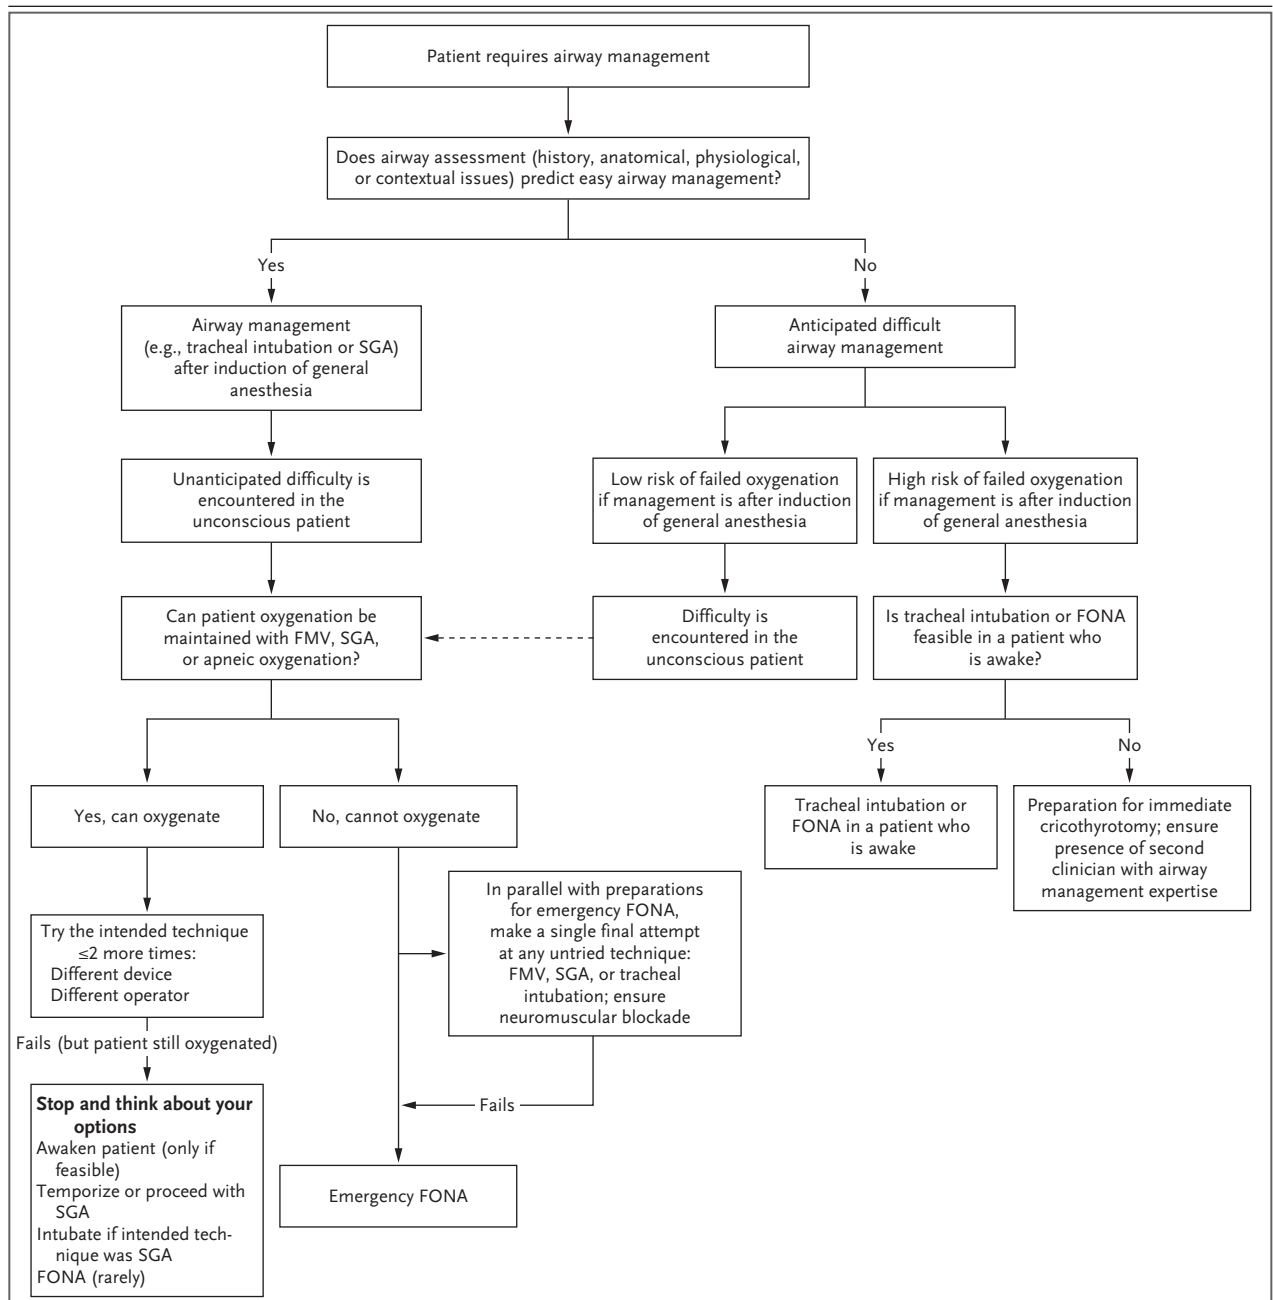 Patient requires airway management
Does airway assessment (history, anatomical, physiological,
or contextual issues) predict easy airway management?
Yes
No
Airway management
(e.g., tracheal intubation or SGA)
after induction of general
anesthesia
Anticipated difficult
airway management
Unanticipated difficulty is
encountered in the
unconscious patient
Low risk of failed oxygenation
if management is after induction
of general anesthesia
High risk of failed oxygenation
if management is after induction
of general anesthesia
Can patient oxygenation be
maintained with FMV, SGA,
or apneic oxygenation?
Difficulty is
encountered in the
unconscious patient
Is tracheal intubation or FONA
feasible in a patient who
is awake?
Yes
No
Yes, can oxygenate
No, cannot oxygenate
Tracheal intubation or
FONA in a patient who
is awake
Preparation for immediate
cricothyrotomy; ensure
presence of second
clinician with airway
management expertise
In parallel with preparations
for emergency FONA,
make a single final attempt
at any untried technique:
FMV, SGA, or tracheal
intubation; ensure
neuromuscular blockade
Try the intended technique
≤2 more times:
Different device
Different operator
Fails (but patient still oxygenated)
Fails
Stop and think about your
options
Awaken patient (only if
feasible)
Temporize or proceed with
SGA
Intubate if intended tech-
nique was SGA
FONA (rarely)
Emergency FONA